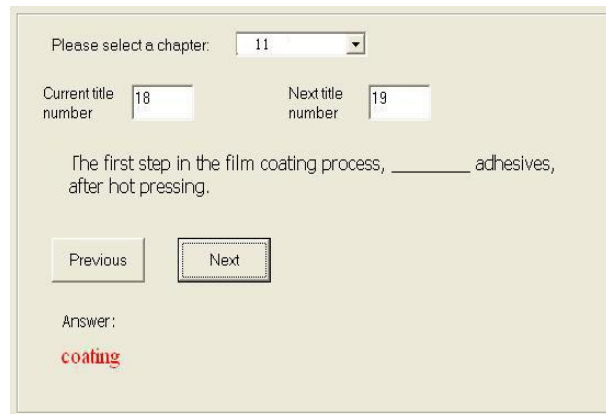 Please select a chapter: 11
Current title number 18 Next title number 19
The first step in the film coating process, ________ adhesives,
after hot pressing.
Previous Next
Answer:
coating